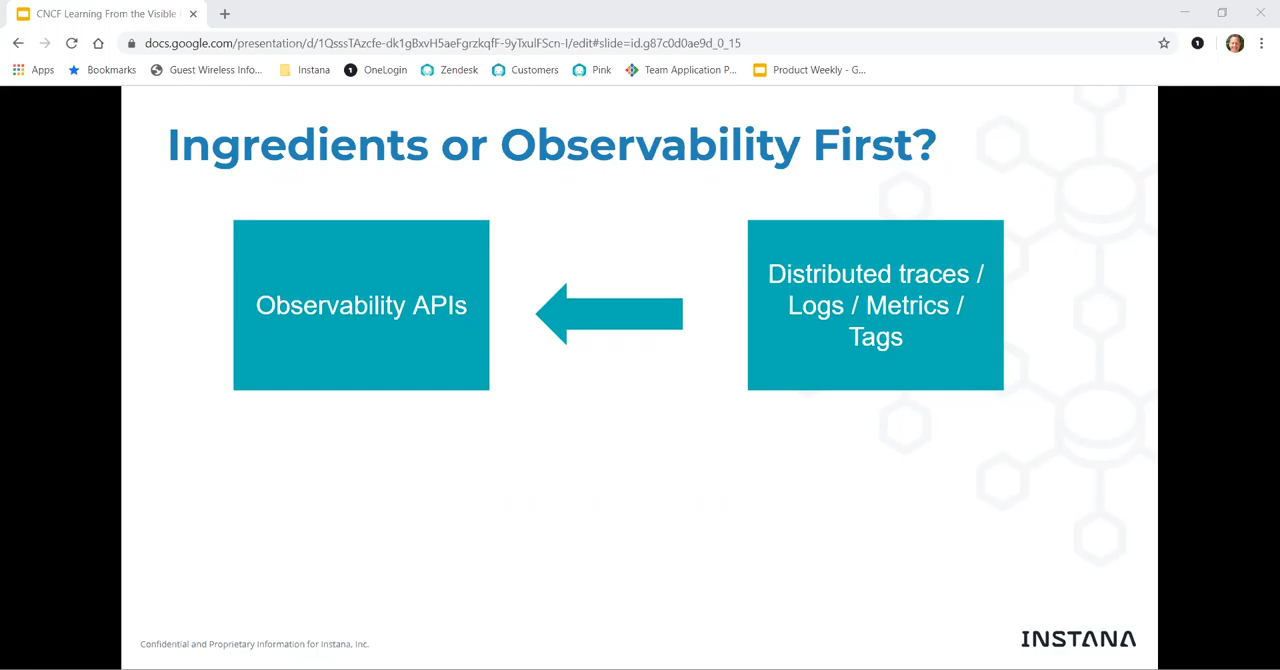 CNCF Learning From the Visible
docs.google.com/presentation/d/1QsssTAzcfe-dk1gBxvH5aeFgrzkqfF-9yTxulFScn-I/edit#slide=id.g87c0d0ae9d_0_15
Apps Bookmarks Guest Wireless Info... Instana 1 OneLogin Zendesk Customers Pink Team Application P... Product Weekly - G...
Ingredients or Observability First?
Observability APIs
Distributed traces /
Logs / Metrics /
Tags
Confidential and Proprietary Information for Instana, Inc.
INSTANA